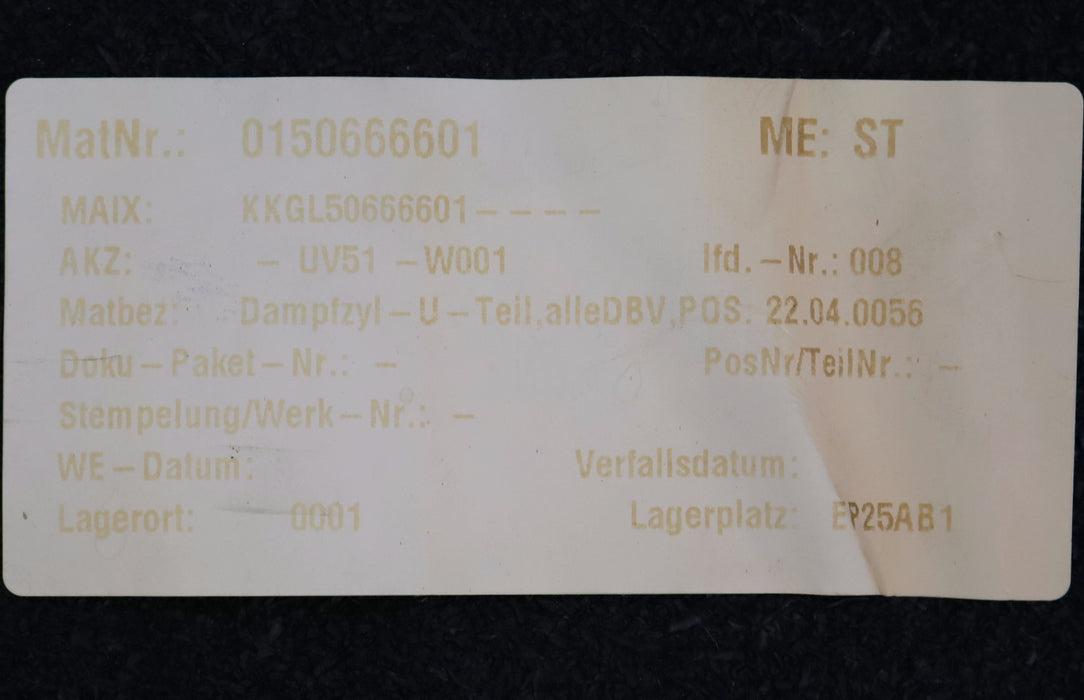 MatNr.: 0150666601 ME: ST
MAIX: KKGL50666601----
AKZ: - UV51 -W001 lfd.-Nr.: 008
Matbez: Dampfzyl-U-Teil,alleDBV,POS. 22.04.0056
Doku-Paket-Nr.: - PosNr/TeilNr.: -
Stempelung/Werk-Nr.: -
WE-Datum: Verfallsdatum:
Lagerort: 0001 Lagerplatz: EP25AB1